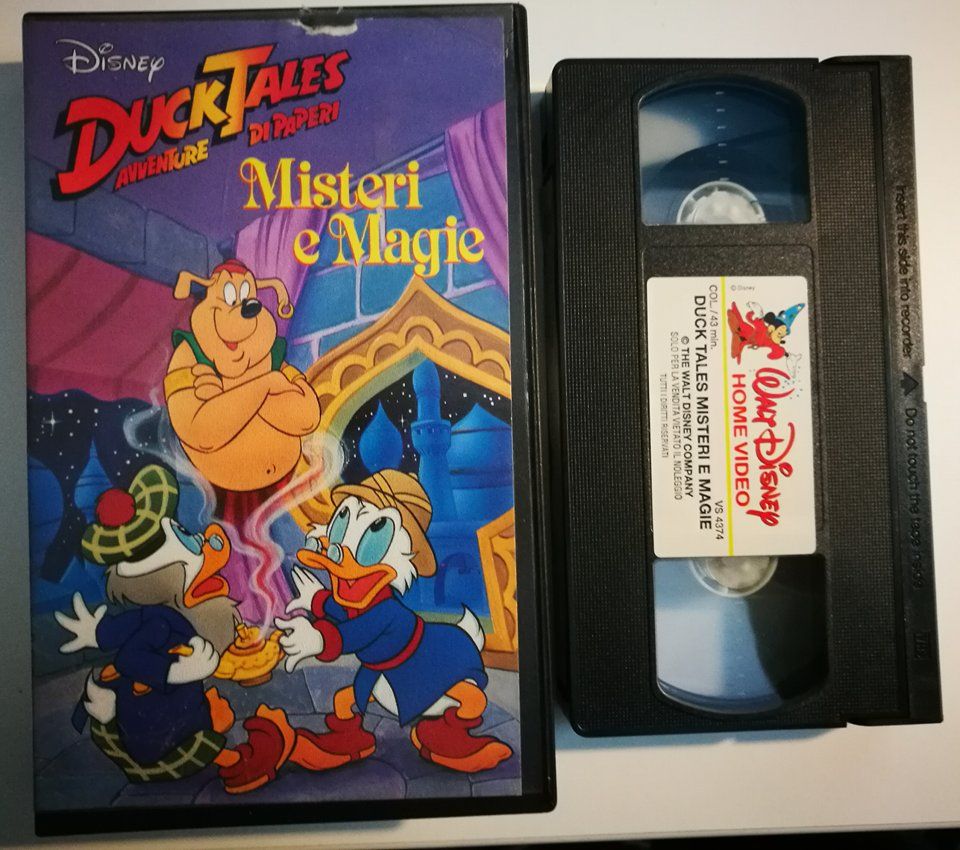 Disney
DUCKTALES
AVVENTURE DI PAPERI
Misteri
e Magie
© Disney
WALT DISNEY
HOME VIDEO
VS 4374
COL./43 min.
DUCK TALES MISTERI E MAGIE
© THE WALT DISNEY COMPANY
SOLO PER LA VENDITA VIETATO IL NOLEGGIO
TUTTI I DIRITTI RISERVATI
Insert this side into recorder
Do not touch the tape inside